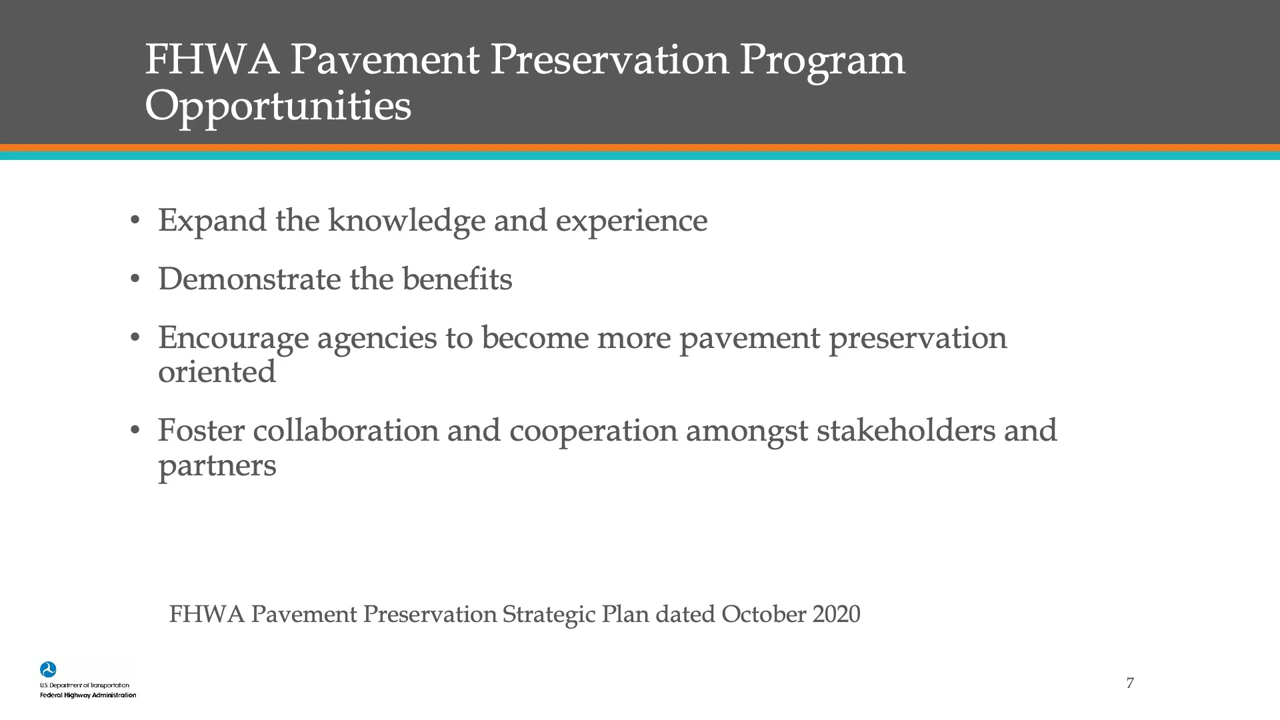 FHWA Pavement Preservation Program
Opportunities
• Expand the knowledge and experience
• Demonstrate the benefits
• Encourage agencies to become more pavement preservation
oriented
• Foster collaboration and cooperation amongst stakeholders and
partners
FHWA Pavement Preservation Strategic Plan dated October 2020
U.S. Department of Transportation
Federal Highway Administration
7